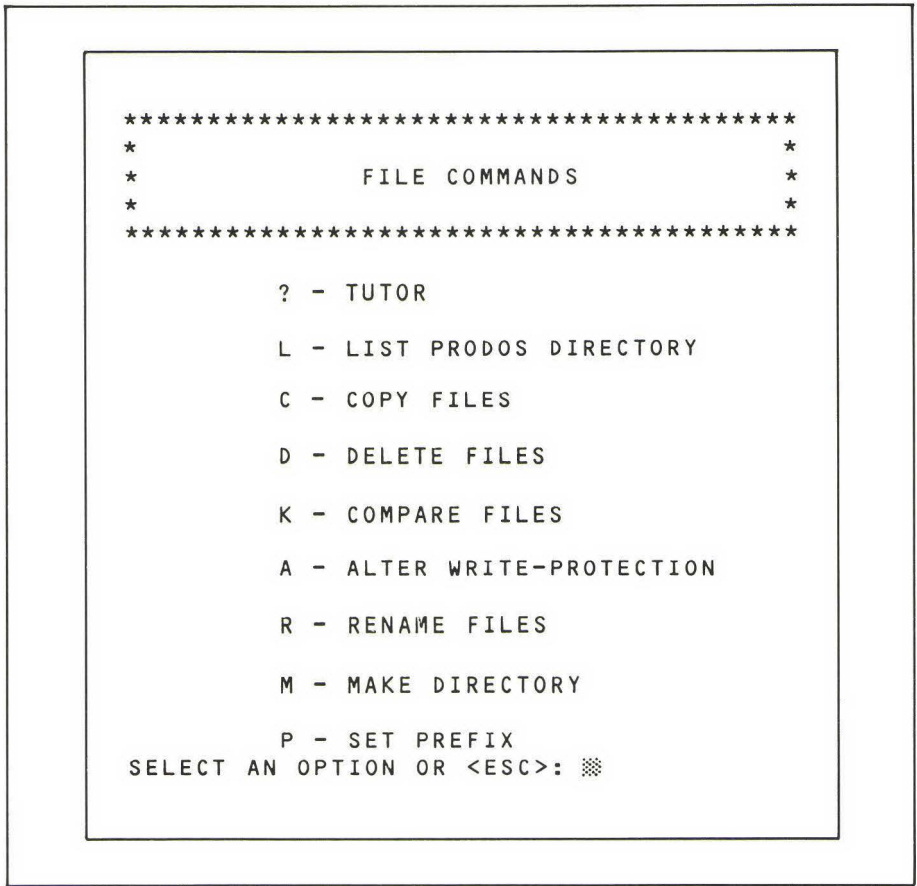 ****************************************
*                                      *
*             FILE COMMANDS            *
*                                      *
****************************************
? - TUTOR
L - LIST PRODOS DIRECTORY
C - COPY FILES
D - DELETE FILES
K - COMPARE FILES
A - ALTER WRITE-PROTECTION
R - RENAME FILES
M - MAKE DIRECTORY
P - SET PREFIX
SELECT AN OPTION OR <ESC>: